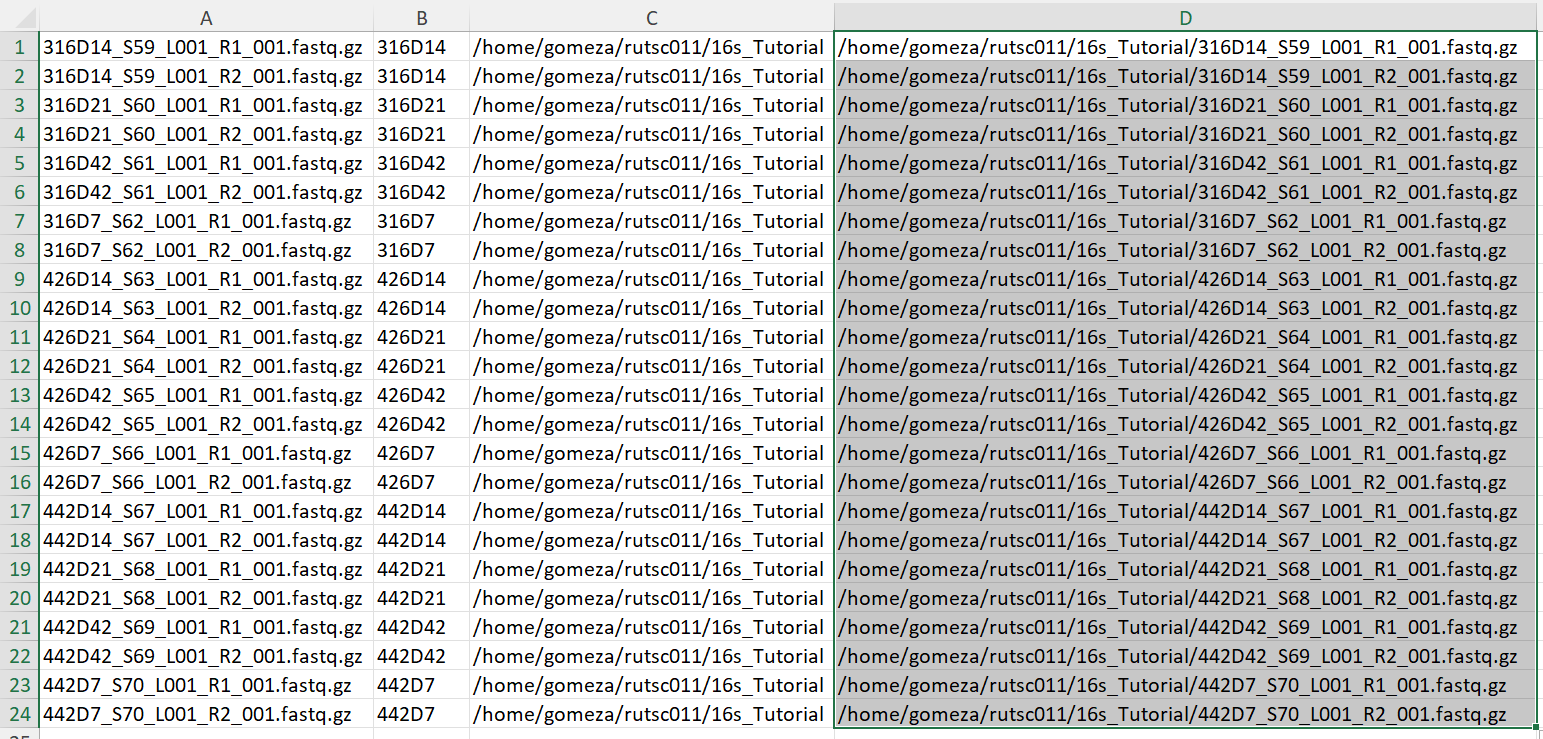 A B C D
1 316D14_S59_L001_R1_001.fastq.gz 316D14 /home/gomeza/rutsc011/16s_Tutorial /home/gomeza/rutsc011/16s_Tutorial/316D14_S59_L001_R1_001.fastq.gz
2 316D14_S59_L001_R2_001.fastq.gz 316D14 /home/gomeza/rutsc011/16s_Tutorial /home/gomeza/rutsc011/16s_Tutorial/316D14_S59_L001_R2_001.fastq.gz
3 316D21_S60_L001_R1_001.fastq.gz 316D21 /home/gomeza/rutsc011/16s_Tutorial /home/gomeza/rutsc011/16s_Tutorial/316D21_S60_L001_R1_001.fastq.gz
4 316D21_S60_L001_R2_001.fastq.gz 316D21 /home/gomeza/rutsc011/16s_Tutorial /home/gomeza/rutsc011/16s_Tutorial/316D21_S60_L001_R2_001.fastq.gz
5 316D42_S61_L001_R1_001.fastq.gz 316D42 /home/gomeza/rutsc011/16s_Tutorial /home/gomeza/rutsc011/16s_Tutorial/316D42_S61_L001_R1_001.fastq.gz
6 316D42_S61_L001_R2_001.fastq.gz 316D42 /home/gomeza/rutsc011/16s_Tutorial /home/gomeza/rutsc011/16s_Tutorial/316D42_S61_L001_R2_001.fastq.gz
7 316D7_S62_L001_R1_001.fastq.gz 316D7 /home/gomeza/rutsc011/16s_Tutorial /home/gomeza/rutsc011/16s_Tutorial/316D7_S62_L001_R1_001.fastq.gz
8 316D7_S62_L001_R2_001.fastq.gz 316D7 /home/gomeza/rutsc011/16s_Tutorial /home/gomeza/rutsc011/16s_Tutorial/316D7_S62_L001_R2_001.fastq.gz
9 426D14_S63_L001_R1_001.fastq.gz 426D14 /home/gomeza/rutsc011/16s_Tutorial /home/gomeza/rutsc011/16s_Tutorial/426D14_S63_L001_R1_001.fastq.gz
10 426D14_S63_L001_R2_001.fastq.gz 426D14 /home/gomeza/rutsc011/16s_Tutorial /home/gomeza/rutsc011/16s_Tutorial/426D14_S63_L001_R2_001.fastq.gz
11 426D21_S64_L001_R1_001.fastq.gz 426D21 /home/gomeza/rutsc011/16s_Tutorial /home/gomeza/rutsc011/16s_Tutorial/426D21_S64_L001_R1_001.fastq.gz
12 426D21_S64_L001_R2_001.fastq.gz 426D21 /home/gomeza/rutsc011/16s_Tutorial /home/gomeza/rutsc011/16s_Tutorial/426D21_S64_L001_R2_001.fastq.gz
13 426D42_S65_L001_R1_001.fastq.gz 426D42 /home/gomeza/rutsc011/16s_Tutorial /home/gomeza/rutsc011/16s_Tutorial/426D42_S65_L001_R1_001.fastq.gz
14 426D42_S65_L001_R2_001.fastq.gz 426D42 /home/gomeza/rutsc011/16s_Tutorial /home/gomeza/rutsc011/16s_Tutorial/426D42_S65_L001_R2_001.fastq.gz
15 426D7_S66_L001_R1_001.fastq.gz 426D7 /home/gomeza/rutsc011/16s_Tutorial /home/gomeza/rutsc011/16s_Tutorial/426D7_S66_L001_R1_001.fastq.gz
16 426D7_S66_L001_R2_001.fastq.gz 426D7 /home/gomeza/rutsc011/16s_Tutorial /home/gomeza/rutsc011/16s_Tutorial/426D7_S66_L001_R2_001.fastq.gz
17 442D14_S67_L001_R1_001.fastq.gz 442D14 /home/gomeza/rutsc011/16s_Tutorial /home/gomeza/rutsc011/16s_Tutorial/442D14_S67_L001_R1_001.fastq.gz
18 442D14_S67_L001_R2_001.fastq.gz 442D14 /home/gomeza/rutsc011/16s_Tutorial /home/gomeza/rutsc011/16s_Tutorial/442D14_S67_L001_R2_001.fastq.gz
19 442D21_S68_L001_R1_001.fastq.gz 442D21 /home/gomeza/rutsc011/16s_Tutorial /home/gomeza/rutsc011/16s_Tutorial/442D21_S68_L001_R1_001.fastq.gz
20 442D21_S68_L001_R2_001.fastq.gz 442D21 /home/gomeza/rutsc011/16s_Tutorial /home/gomeza/rutsc011/16s_Tutorial/442D21_S68_L001_R2_001.fastq.gz
21 442D42_S69_L001_R1_001.fastq.gz 442D42 /home/gomeza/rutsc011/16s_Tutorial /home/gomeza/rutsc011/16s_Tutorial/442D42_S69_L001_R1_001.fastq.gz
22 442D42_S69_L001_R2_001.fastq.gz 442D42 /home/gomeza/rutsc011/16s_Tutorial /home/gomeza/rutsc011/16s_Tutorial/442D42_S69_L001_R2_001.fastq.gz
23 442D7_S70_L001_R1_001.fastq.gz 442D7 /home/gomeza/rutsc011/16s_Tutorial /home/gomeza/rutsc011/16s_Tutorial/442D7_S70_L001_R1_001.fastq.gz
24 442D7_S70_L001_R2_001.fastq.gz 442D7 /home/gomeza/rutsc011/16s_Tutorial /home/gomeza/rutsc011/16s_Tutorial/442D7_S70_L001_R2_001.fastq.gz